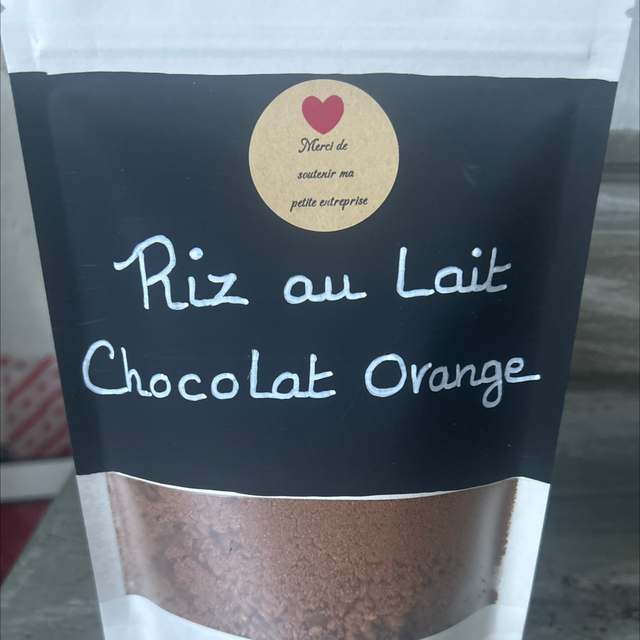 Merci de
soutenir ma
petite entreprise
Riz au Lait
Chocolat Orange